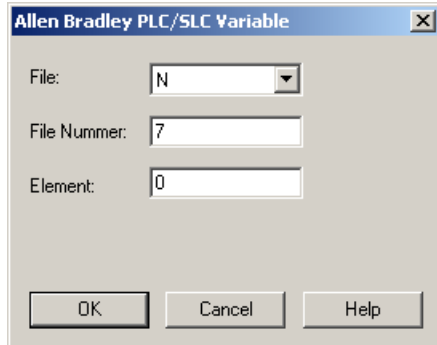 Allen Bradley PLC/SLC Variable
File: N
File Nummer: 7
Element: 0
OK Cancel Help